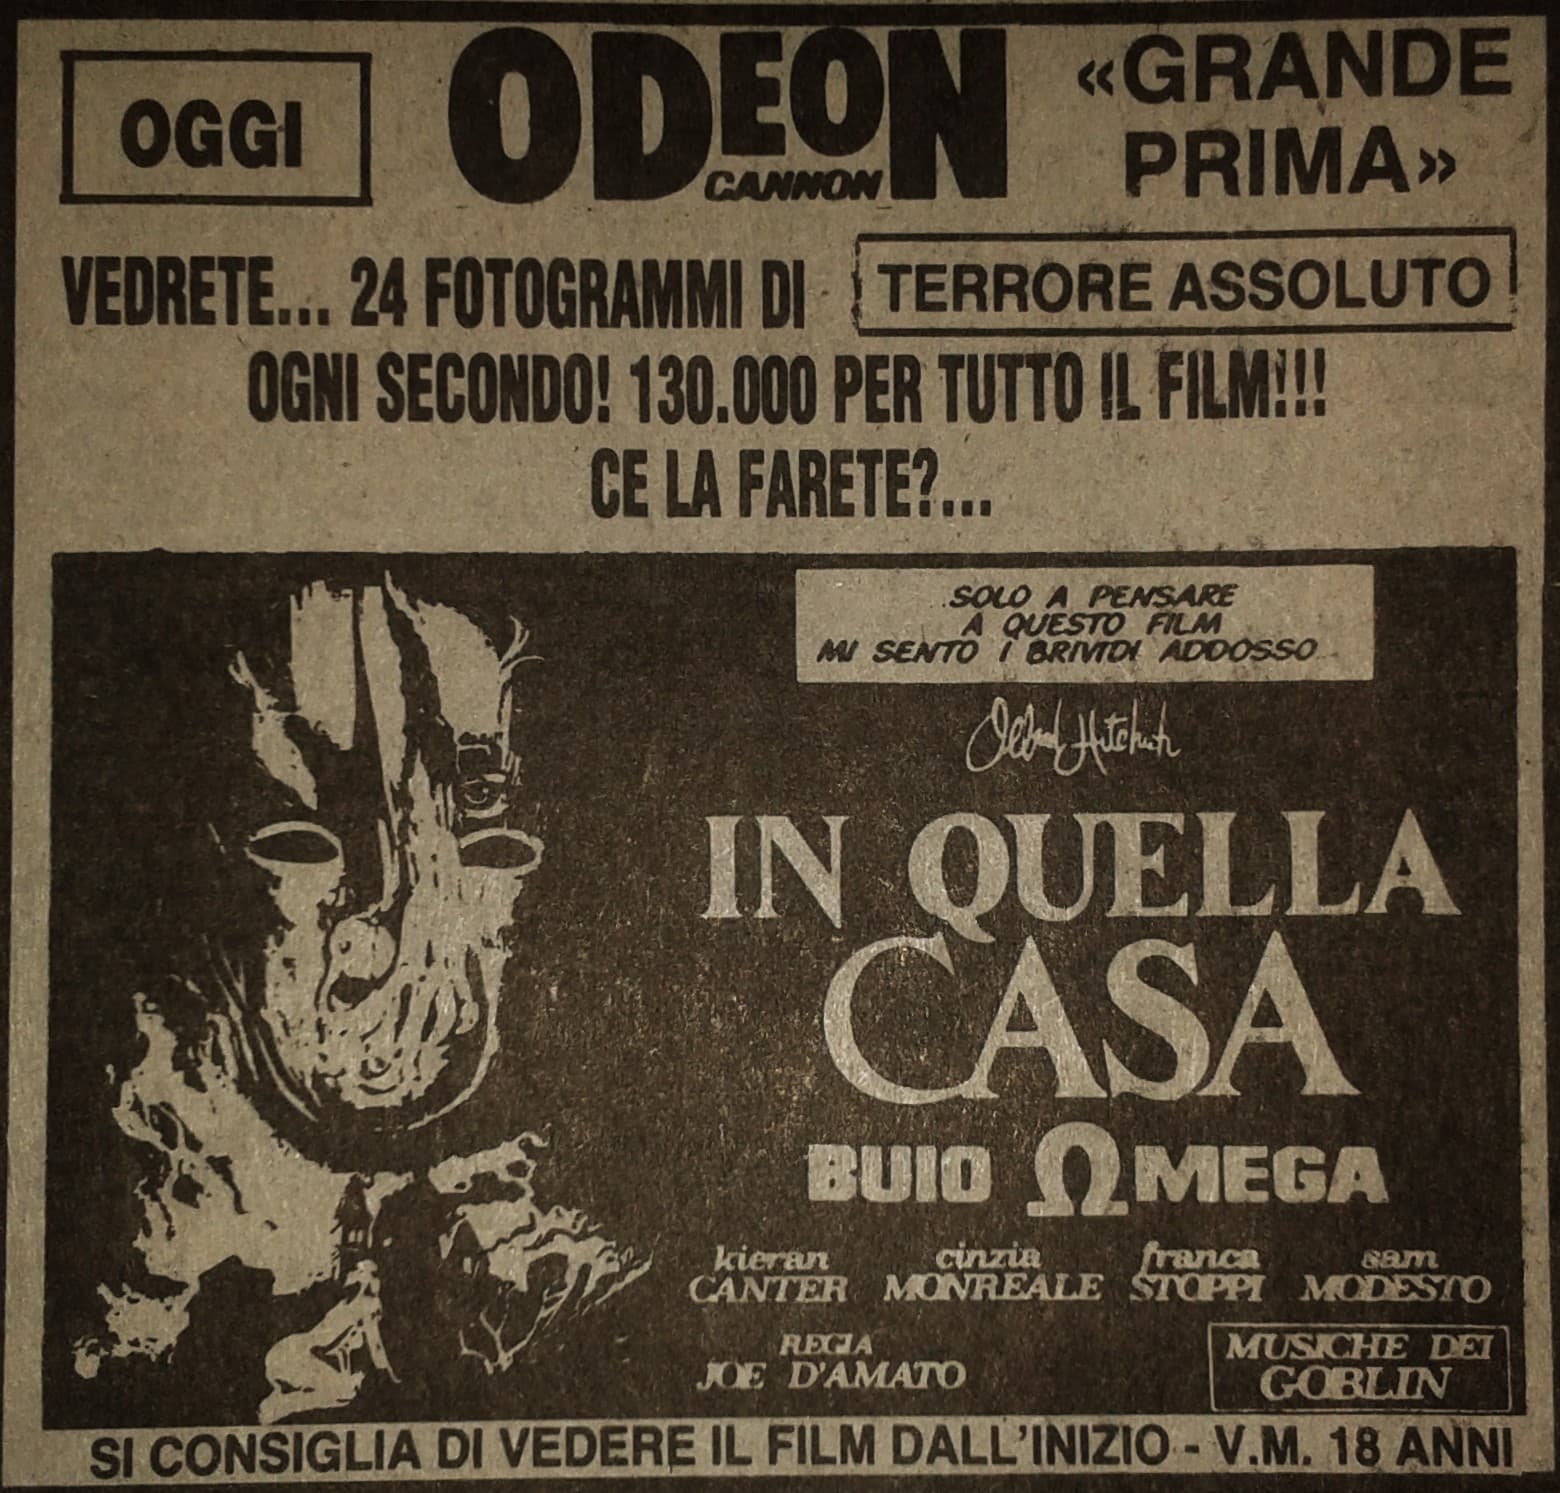 OGGI
ODEON
CANNON
«GRANDE
PRIMA»
VEDRETE... 24 FOTOGRAMMI DI TERRORE ASSOLUTO
OGNI SECONDO! 130.000 PER TUTTO IL FILM!!!
CE LA FARETE?...
SOLO A PENSARE
A QUESTO FILM
MI SENTO I BRIVIDI ADDOSSO
Alfred Hitchcock
IN QUELLA
CASA
BUIO ΩMEGA
kieran CANTER
cinzia MONREALE
franca STOPPI
sam MODESTO
REGIA
JOE D'AMATO
MUSICHE DEI
GOBLIN
SI CONSIGLIA DI VEDERE IL FILM DALL'INIZIO - V.M. 18 ANNI